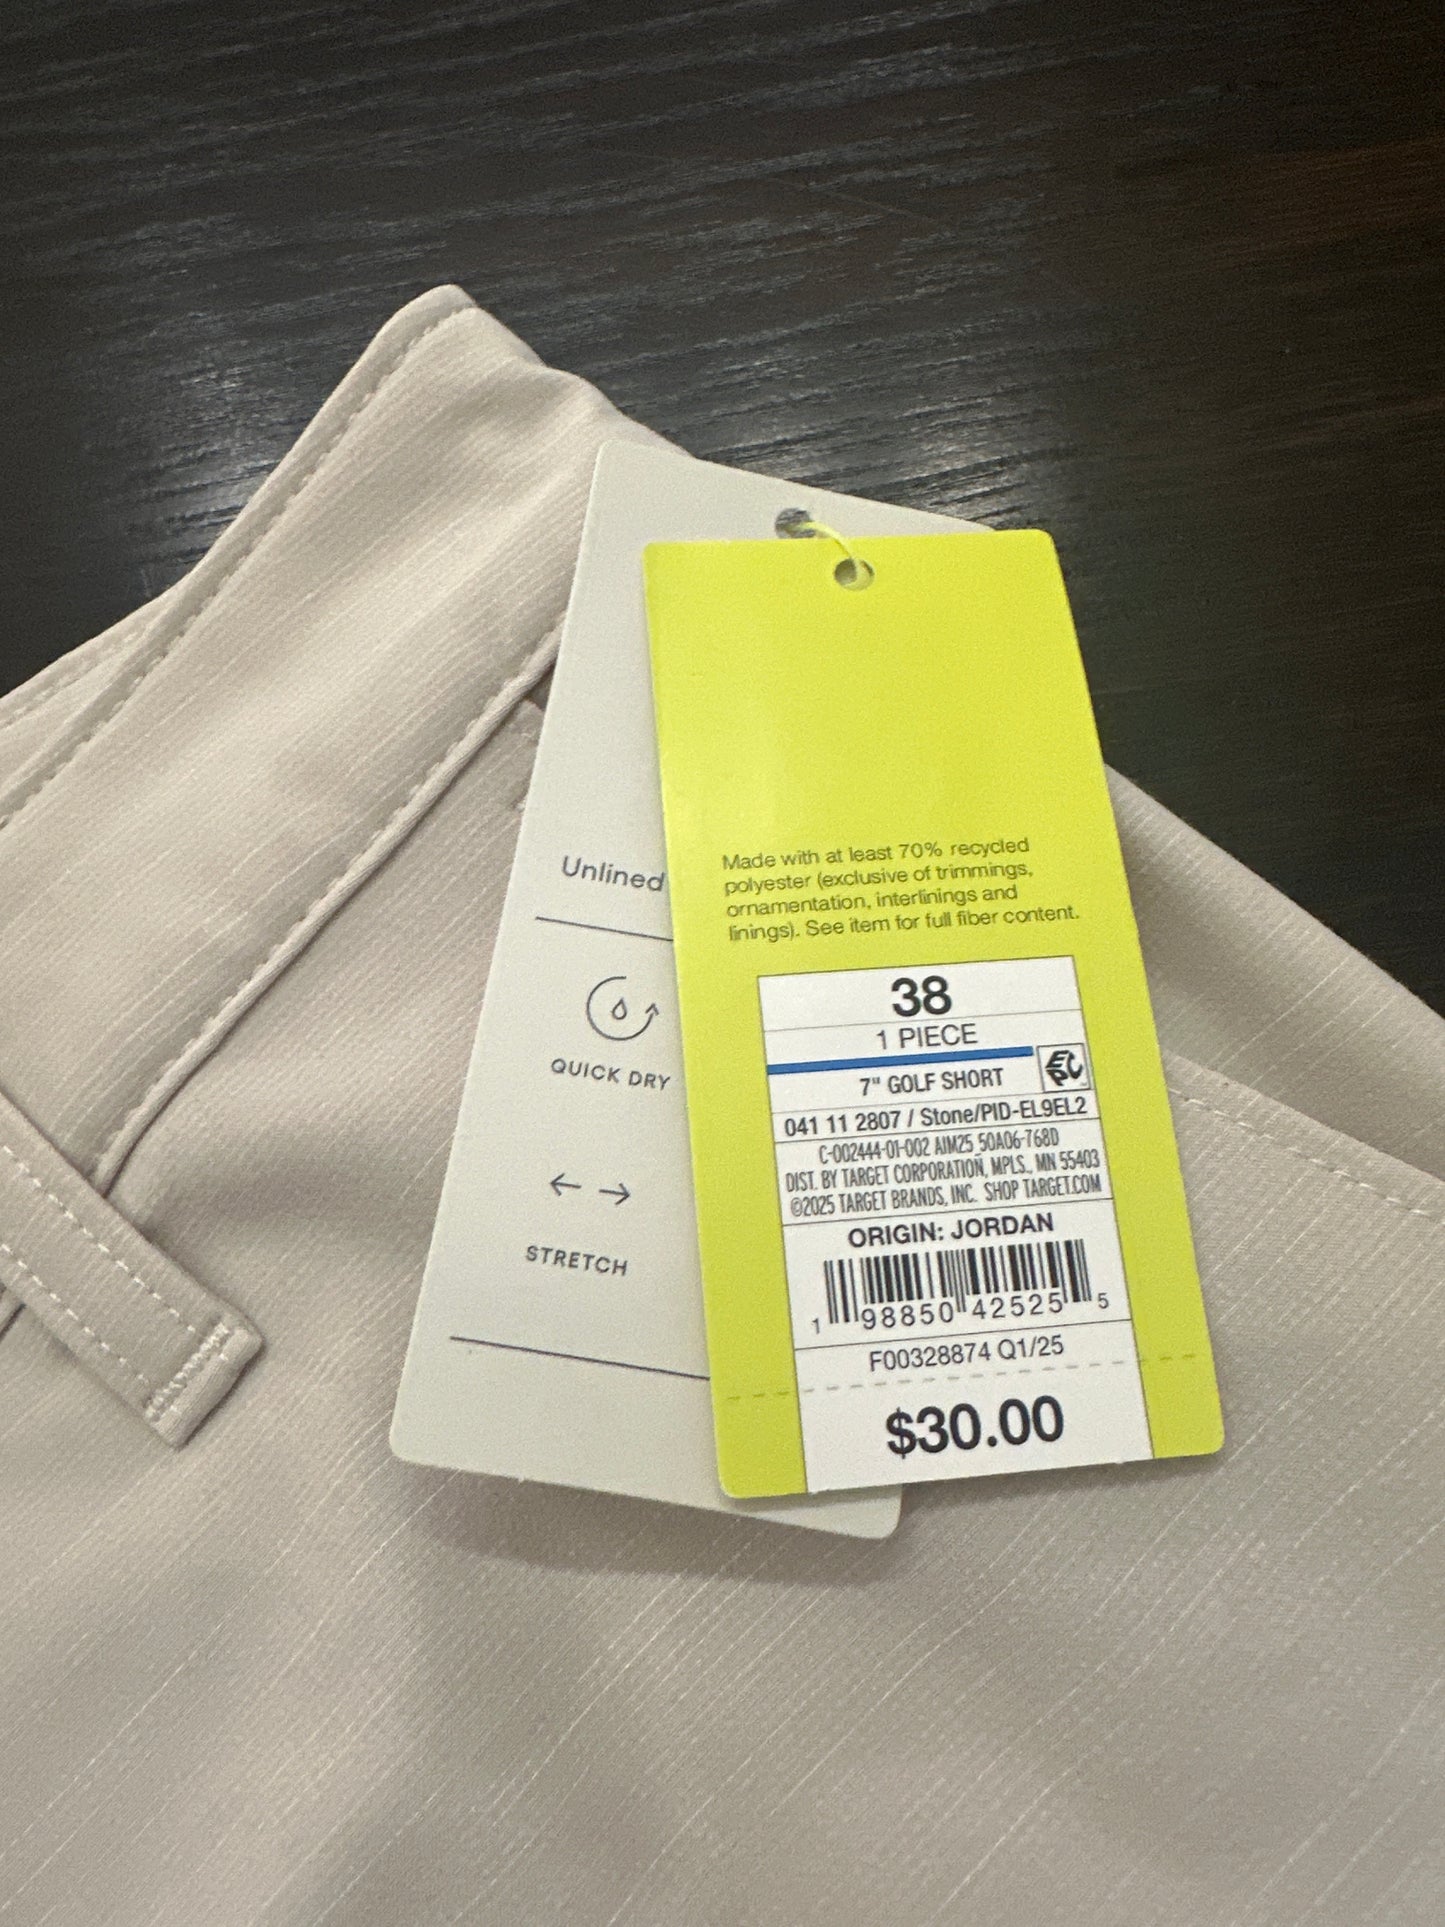 Unlined
QUICK DRY
STRETCH
Made with at least 70% recycled
polyester (exclusive of trimmings,
ornamentation, interlinings and
linings). See item for full fiber content.
38
1 PIECE
EPC
7" GOLF SHORT
041 11 2807 / Stone/PID-EL9EL2
C-002444-01-002 AIM25_50A06-768D
DIST. BY TARGET CORPORATION, MPLS., MN 55403
©2025 TARGET BRANDS, INC. SHOP TARGET.COM
ORIGIN: JORDAN
1 98850 42525 5
F00328874 Q1/25
$30.00